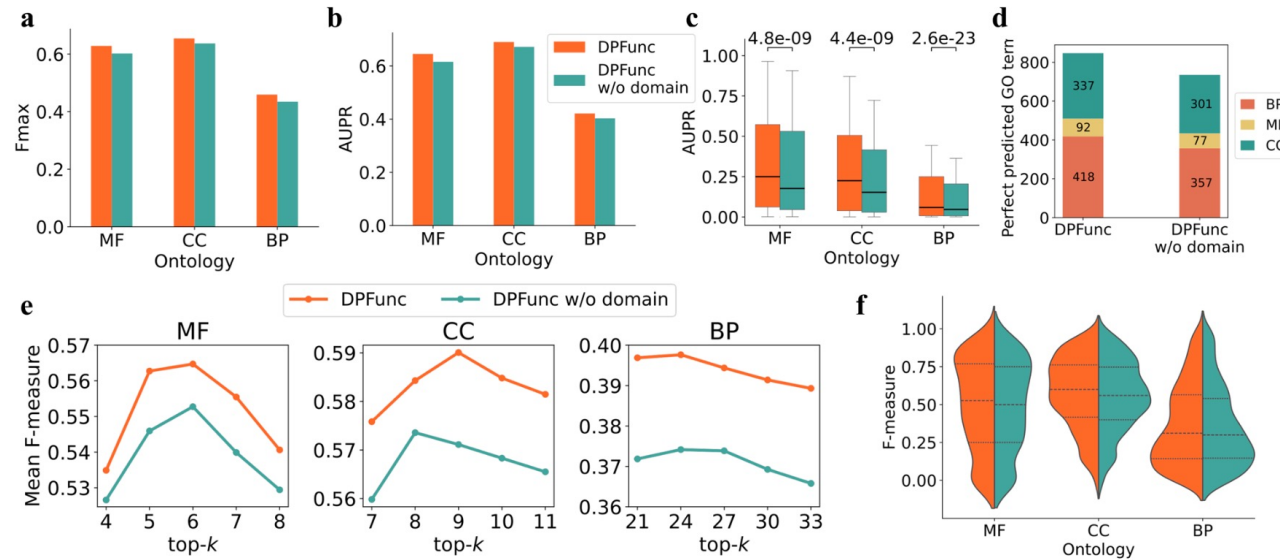 a
0.6
0.4
0.2
0.0
Fmax
MF CC BP
Ontology
b
DPFunc
DPFunc
w/o domain
0.6
0.4
0.2
0.0
AUPR
MF CC BP
Ontology
c
4.8e-09 4.4e-09 2.6e-23
1.00
0.75
0.50
0.25
0.00
AUPR
MF CC BP
Ontology
d
Perfect predicted GO tern
800
600
400
200
0
337
92
418
301
77
357
DPFunc DPFunc
w/o domain
BP
M
CC
e
DPFunc DPFunc w/o domain
MF
0.57
0.56
0.55
0.54
0.53
Mean F-measure
4 5 6 7 8
top-k
CC
0.59
0.58
0.57
0.56
7 8 9 10 11
top-k
BP
0.40
0.39
0.38
0.37
0.36
21 24 27 30 33
top-k
f
1.00
0.75
0.50
0.25
0.00
F-measure
MF CC BP
Ontology